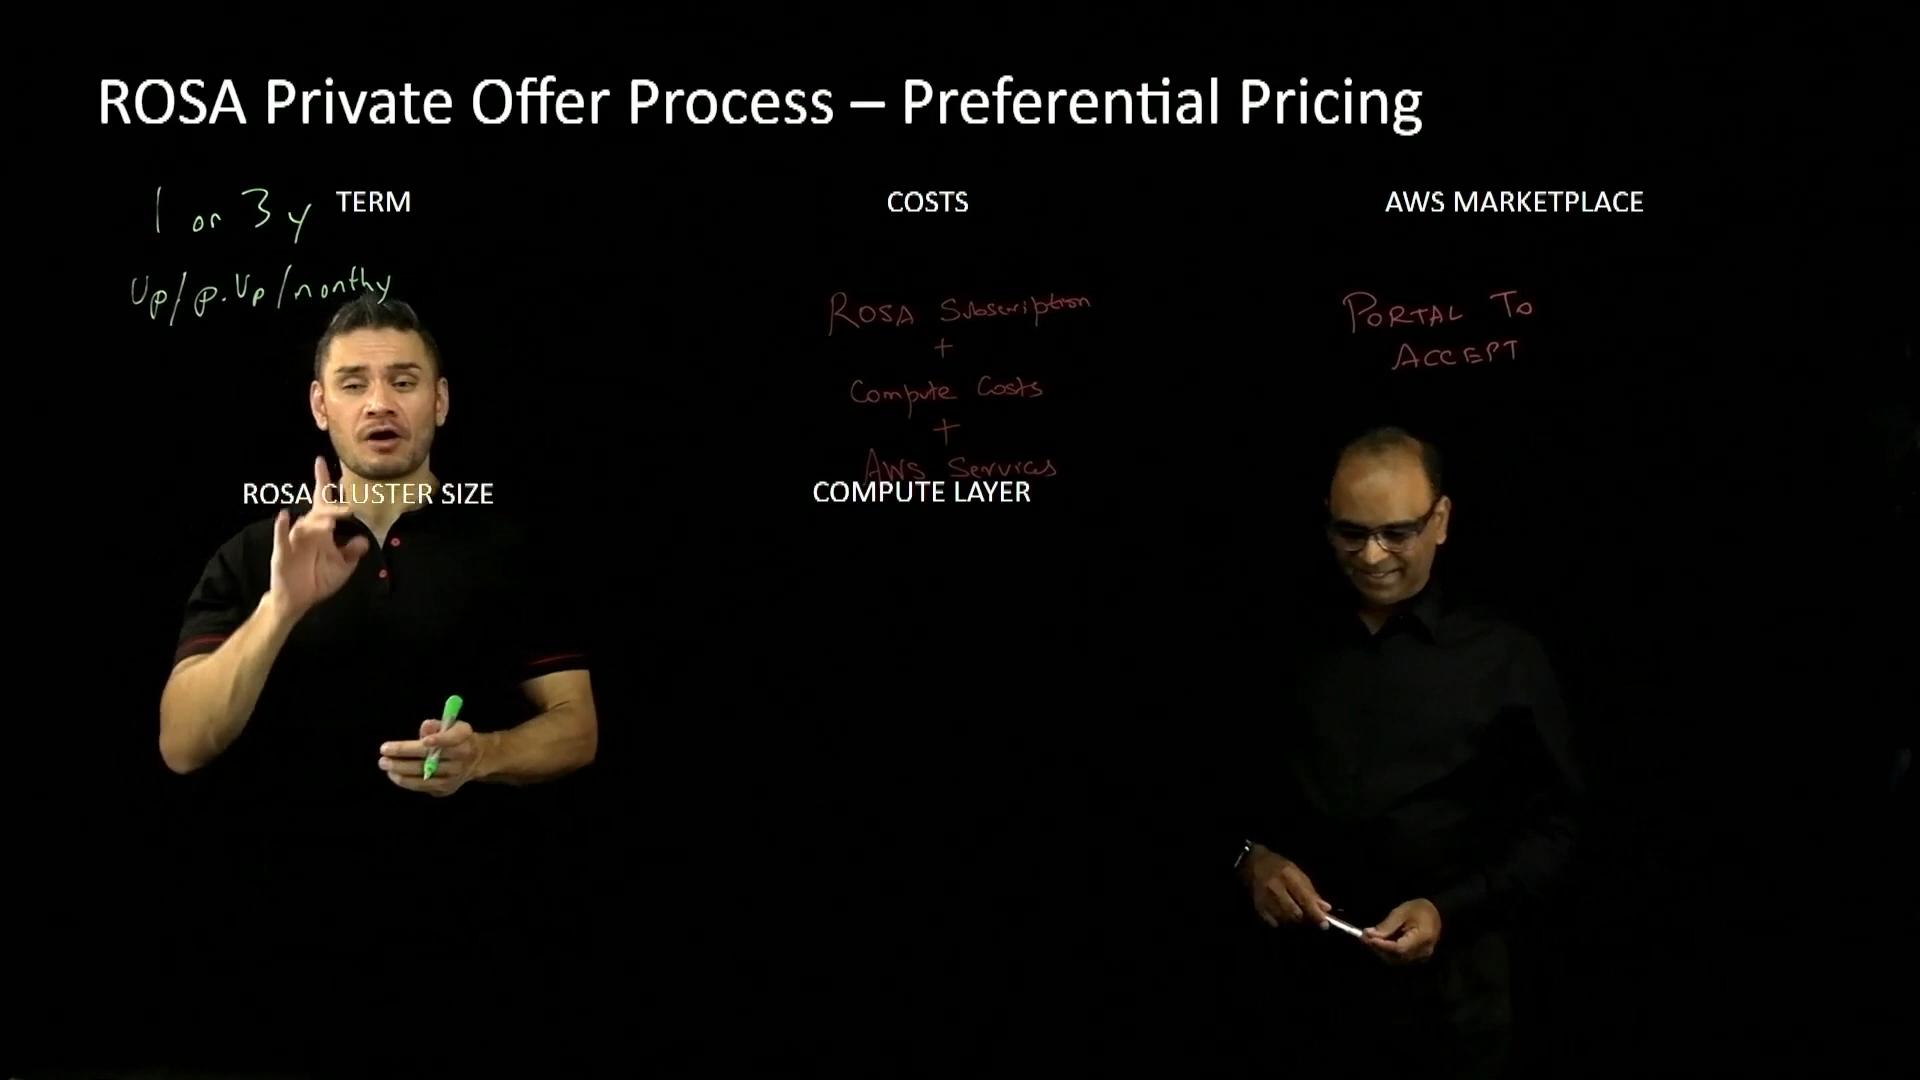 ROSA Private Offer Process – Preferential Pricing
TERM
1 or 3 y
Up/p.Up/monthy
COSTS
ROSA Subscription
+
Compute Costs
+
AWS Services
AWS MARKETPLACE
PORTAL TO
ACCEPT
ROSA CLUSTER SIZE
COMPUTE LAYER